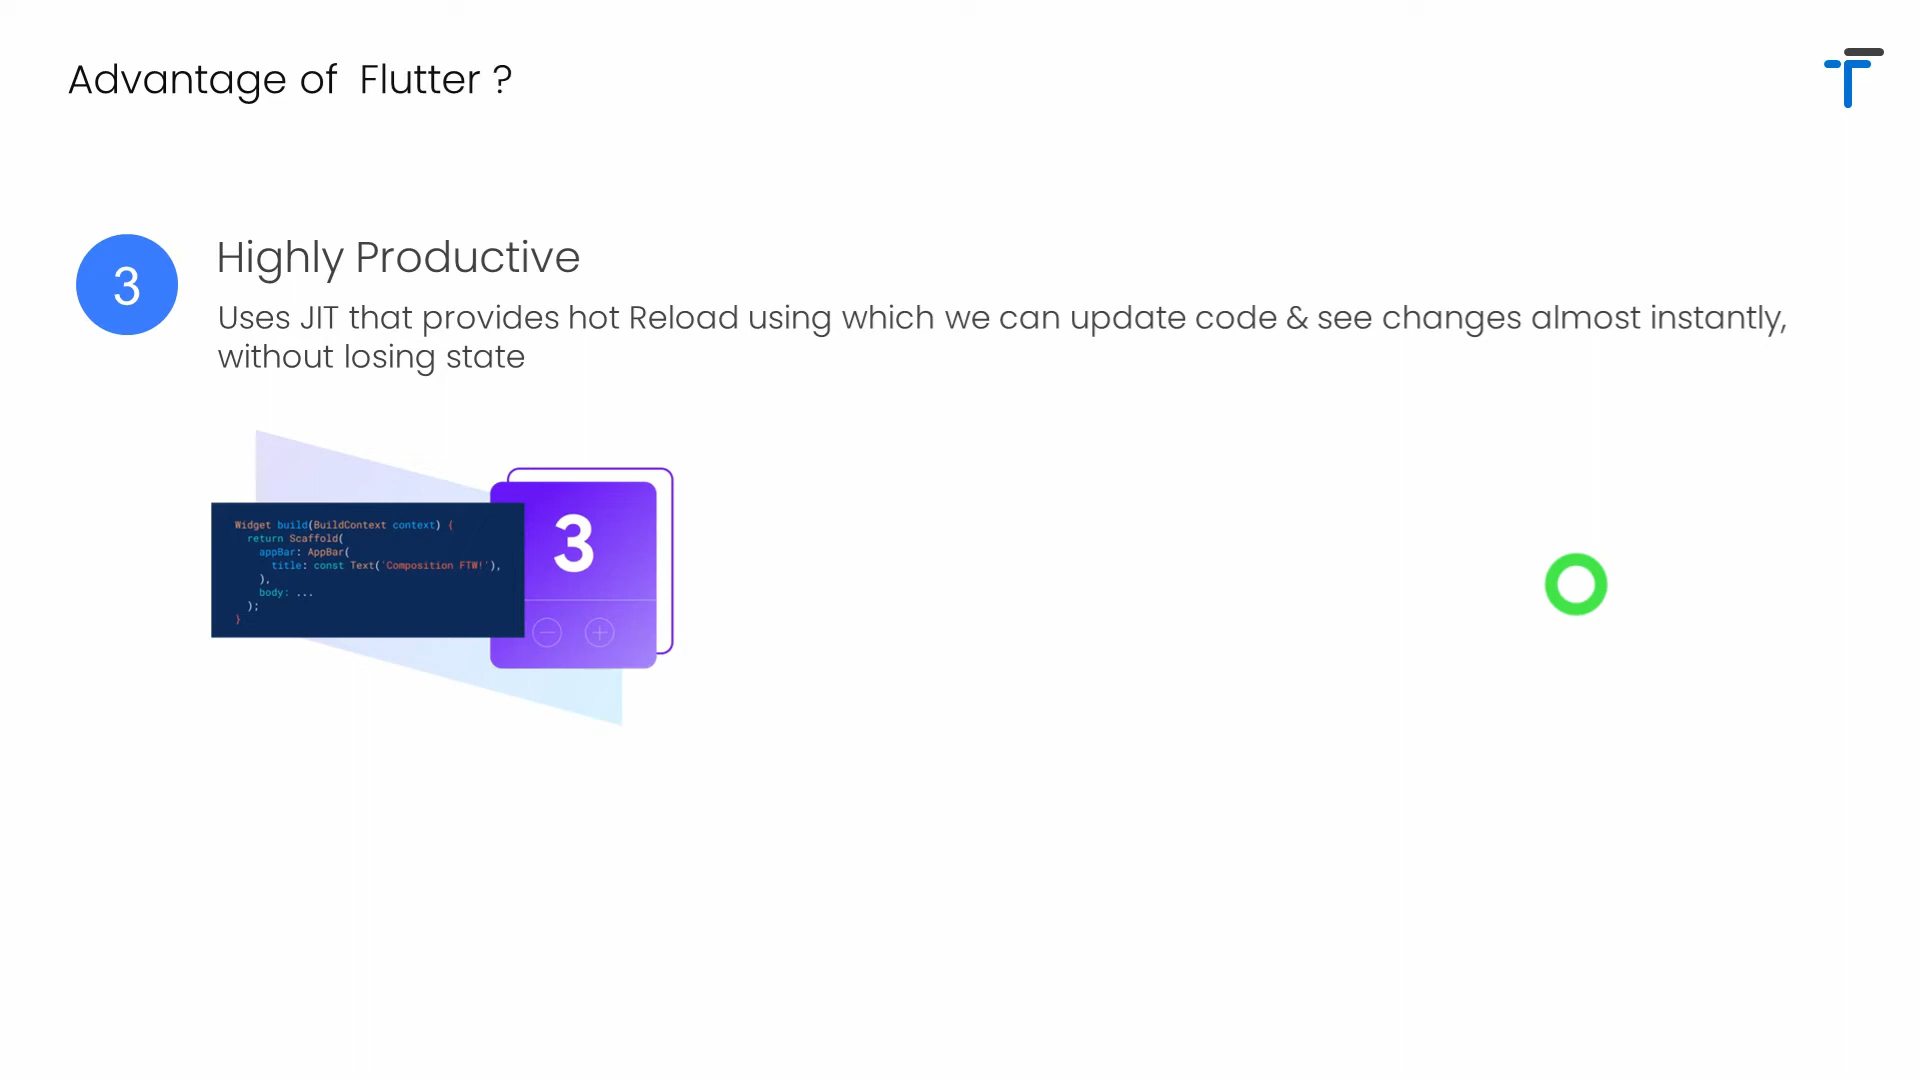 Advantage of  Flutter ?
3
Highly Productive
Uses JIT that provides hot Reload using which we can update code & see changes almost instantly,
without losing state
Widget build(BuildContext context) {
return Scaffold(
appBar: AppBar(
title: const Text('Composition FTW!'),
),
body: ...
);
}
3